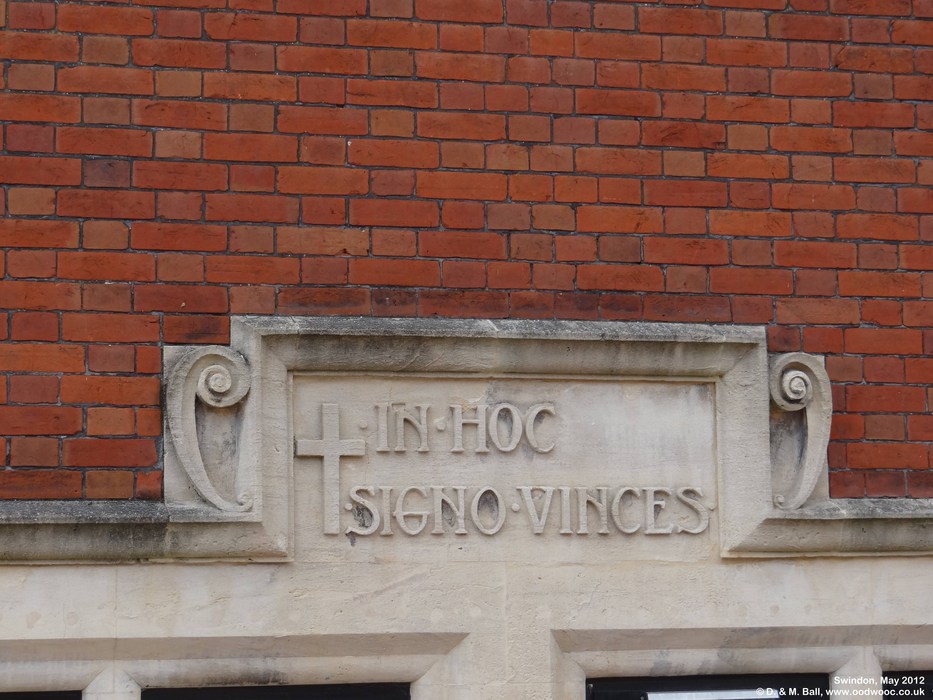 ·IN·HOC
·SIGNO·VINCES·
Swindon, May 2012
© D. & M. Ball, www.oodwooc.co.uk